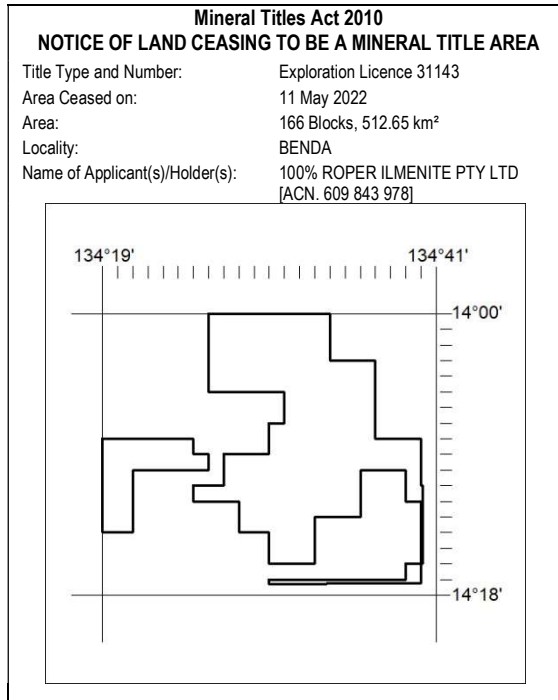 Mineral Titles Act 2010
NOTICE OF LAND CEASING TO BE A MINERAL TITLE AREA
Title Type and Number: Exploration Licence 31143
Area Ceased on: 11 May 2022
Area: 166 Blocks, 512.65 km²
Locality: BENDA
Name of Applicant(s)/Holder(s): 100% ROPER ILMENITE PTY LTD
[ACN. 609 843 978]
134°19' 134°41'
14°00'
14°18'